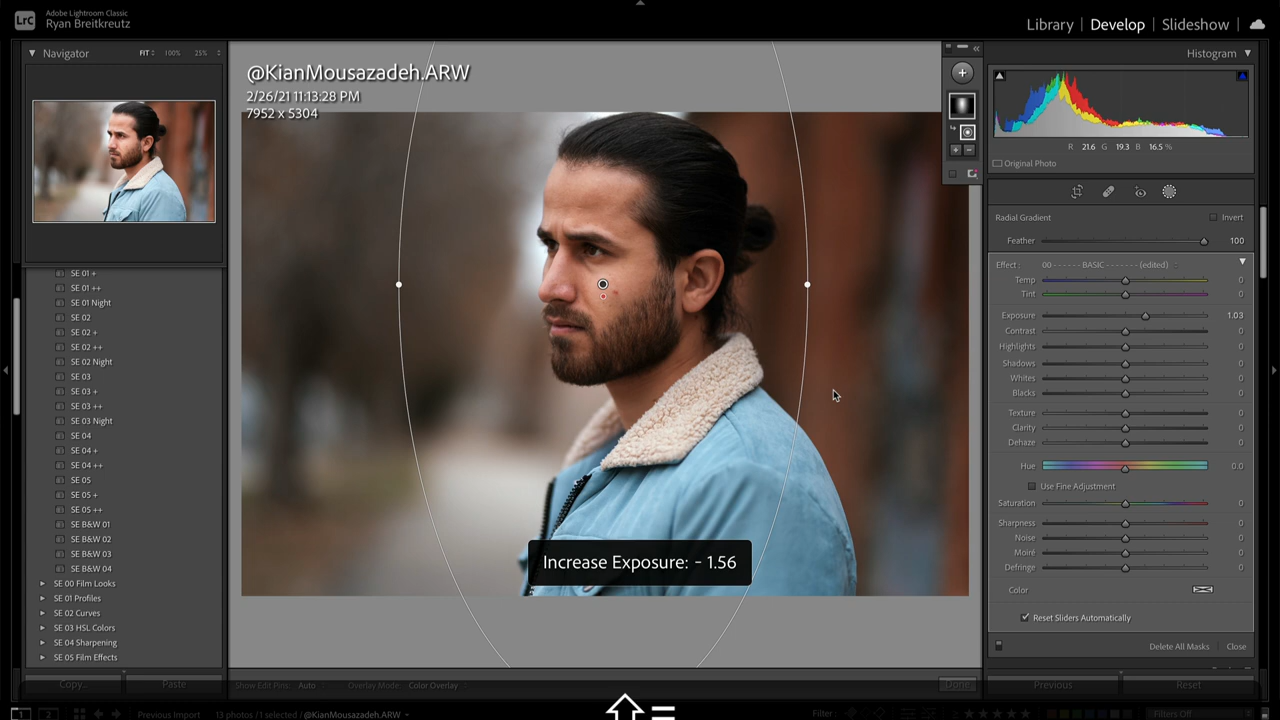 LrC
Adobe Lightroom Classic
Ryan Breitkreutz
Library | Develop | Slideshow |
Navigator FIT 100% 25%
SE 01 +
SE 01 ++
SE 01 Night
SE 02
SE 02 +
SE 02 ++
SE 02 Night
SE 03
SE 03 +
SE 03 ++
SE 03 Night
SE 04
SE 04 +
SE 04 ++
SE 05
SE 05 +
SE 05 ++
SE B&W 01
SE B&W 02
SE B&W 03
SE B&W 04
SE 00 Film Looks
SE 01 Profiles
SE 02 Curves
SE 03 HSL Colors
SE 04 Sharpening
SE 05 Film Effects
Copy... Paste
@KianMousazadeh.ARW
2/26/21 11:13:28 PM
7952 x 5304
Increase Exposure: - 1.56
Show Edit Pins: Auto Overlay Mode: Color Overlay Done
Histogram
R 21.6 G 19.3 B 16.5 %
Original Photo
Radial Gradient Invert
Feather 100
Effect: 00 ------ BASIC ------- (edited)
Temp 0
Tint 0
Exposure 1.03
Contrast 0
Highlights 0
Shadows 0
Whites 0
Blacks 0
Texture 0
Clarity 0
Dehaze 0
Hue 0.0
Use Fine Adjustment
Saturation 0
Sharpness 0
Noise 0
Moiré 0
Defringe 0
Color
Reset Sliders Automatically
Delete All Masks Close
Previous Reset
1 2 Previous Import 13 photos / 1 selected / @KianMousazadeh.ARW Filter: Filters Off